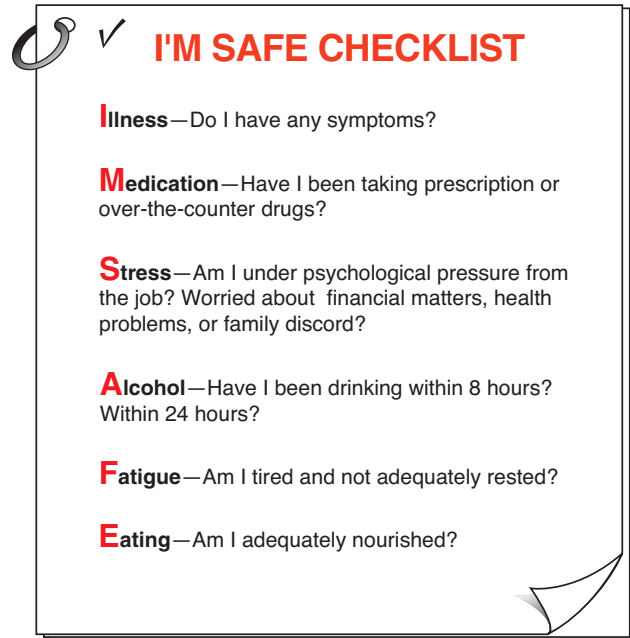 I'M SAFE CHECKLIST
Illness—Do I have any symptoms?
Medication—Have I been taking prescription or
over-the-counter drugs?
Stress—Am I under psychological pressure from
the job? Worried about  financial matters, health
problems, or family discord?
Alcohol—Have I been drinking within 8 hours?
Within 24 hours?
Fatigue—Am I tired and not adequately rested?
Eating—Am I adequately nourished?